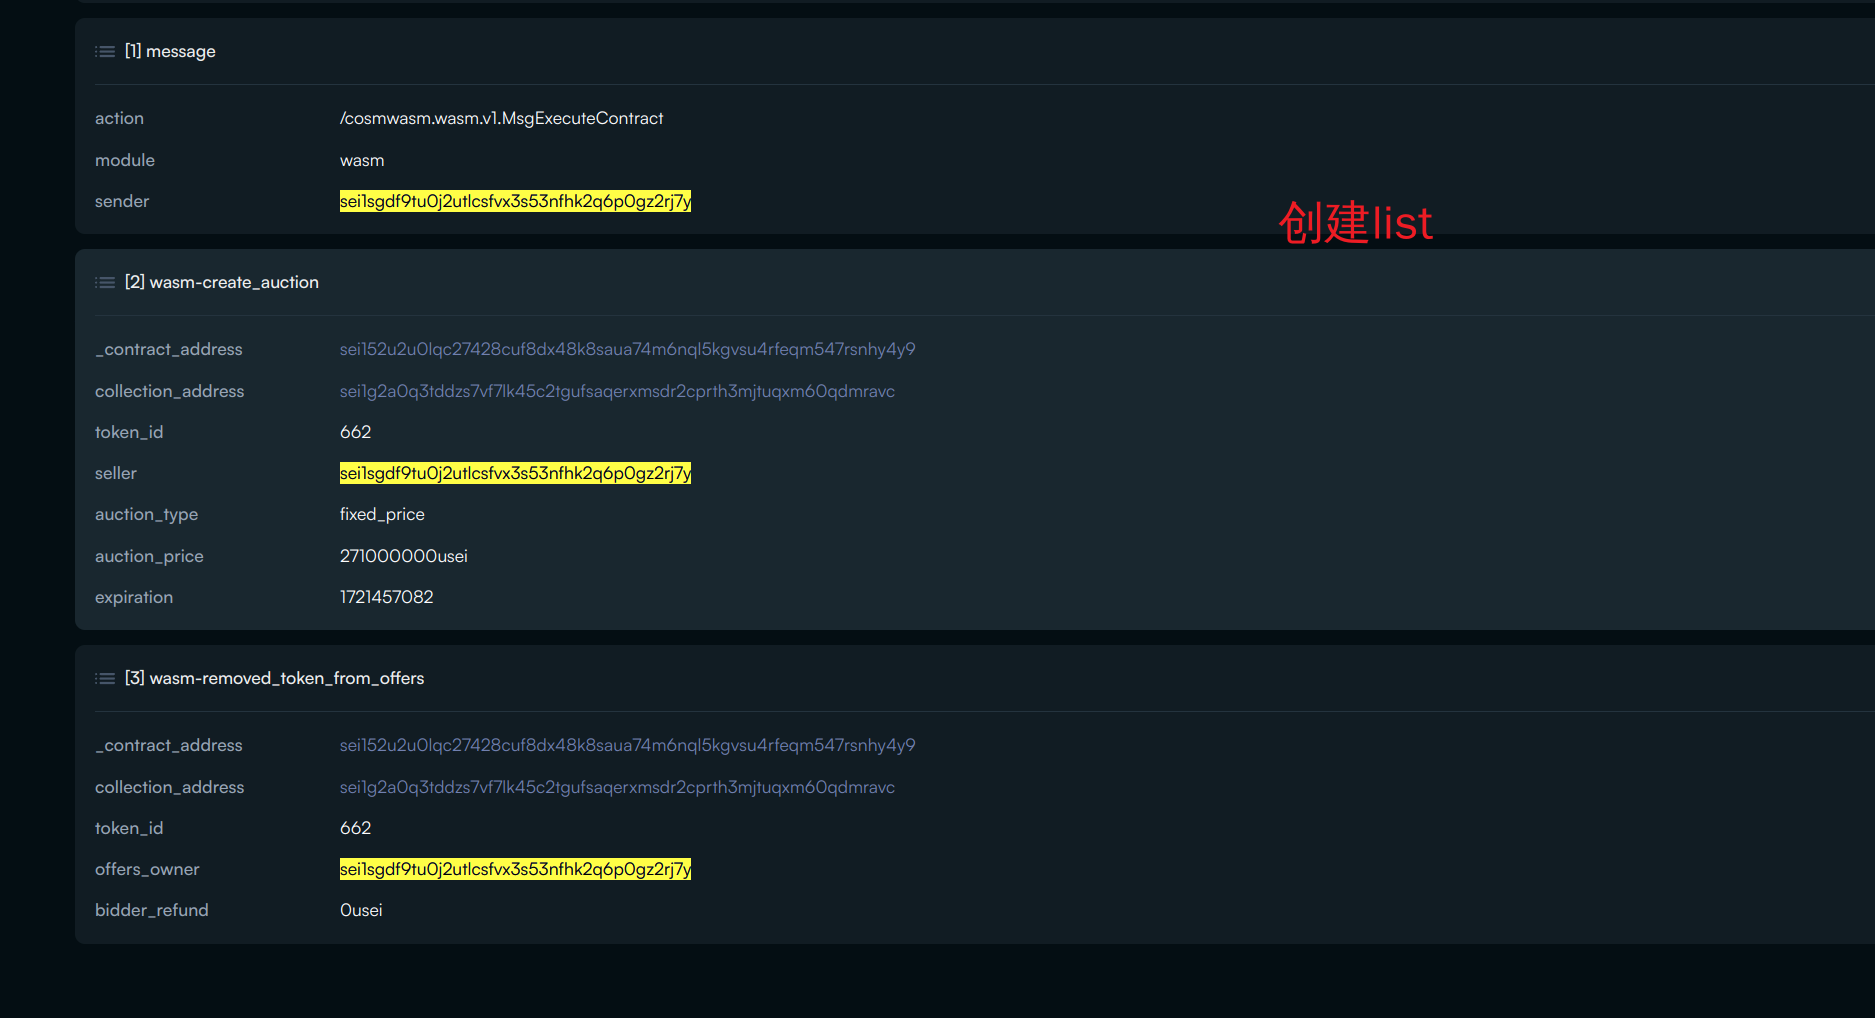 [1] message
action /cosmwasm.wasm.v1.MsgExecuteContract
module wasm
sender sei1sgdf9tu0j2utlcsfvx3s53nfhk2q6p0gz2rj7y
创建list
[2] wasm-create_auction
_contract_address sei152u2u0lqc27428cuf8dx48k8saua74m6nql5kgvsu4rfeqm547rsnhy4y9
collection_address sei1g2a0q3tddzs7vf7lk45c2tgufsaqerxmsdr2cprth3mjtuqxm60qdmravc
token_id 662
seller sei1sgdf9tu0j2utlcsfvx3s53nfhk2q6p0gz2rj7y
auction_type fixed_price
auction_price 271000000usei
expiration 1721457082
[3] wasm-removed_token_from_offers
_contract_address sei152u2u0lqc27428cuf8dx48k8saua74m6nql5kgvsu4rfeqm547rsnhy4y9
collection_address sei1g2a0q3tddzs7vf7lk45c2tgufsaqerxmsdr2cprth3mjtuqxm60qdmravc
token_id 662
offers_owner sei1sgdf9tu0j2utlcsfvx3s53nfhk2q6p0gz2rj7y
bidder_refund 0usei